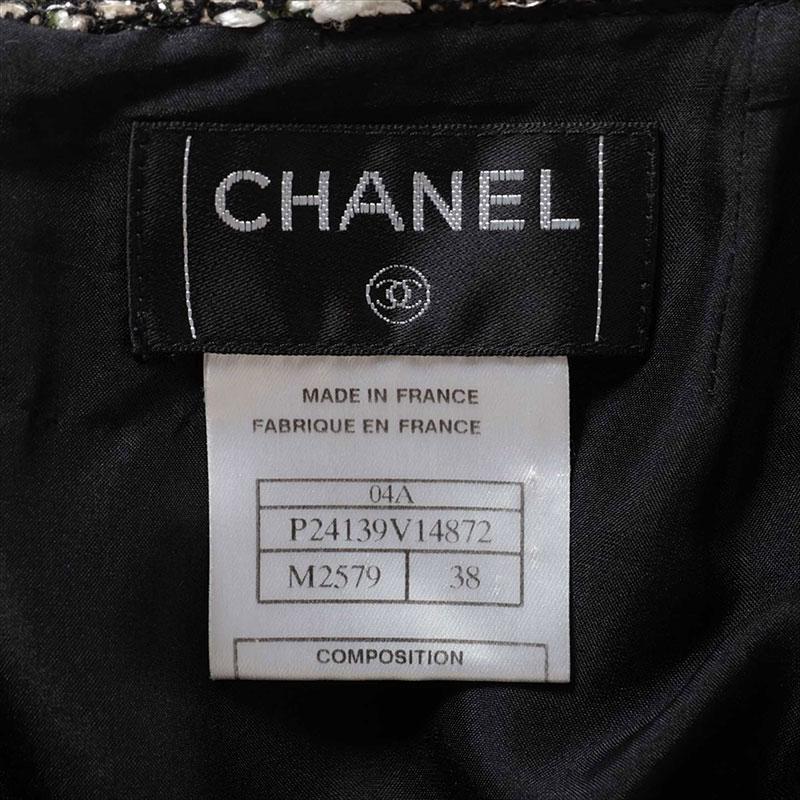 CHANEL
MADE IN FRANCE
FABRIQUE EN FRANCE
04A
P24139V14872
M2579 38
COMPOSITION